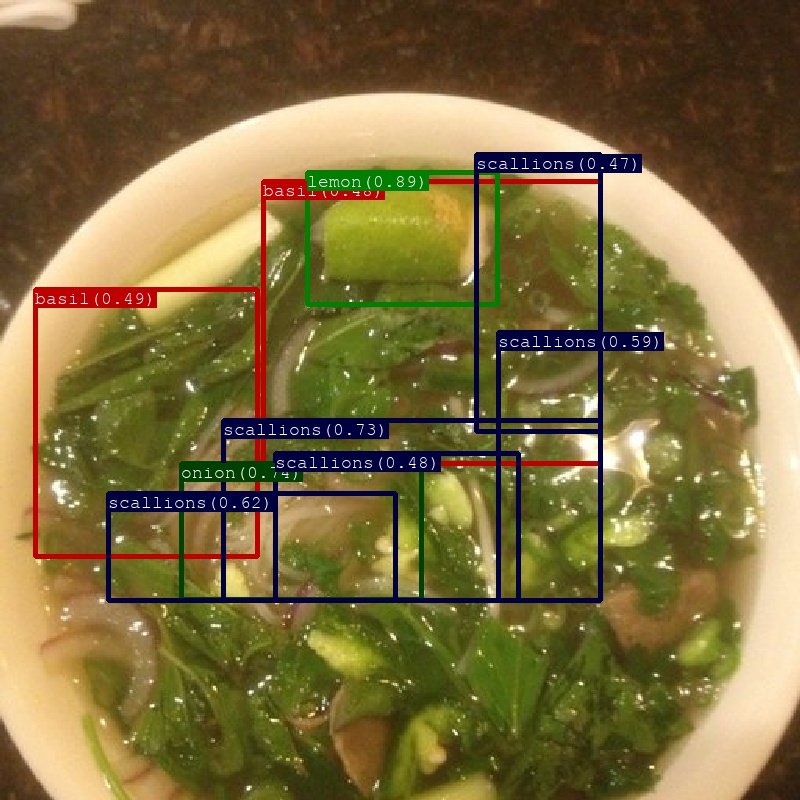 scallions(0.47)
lemon(0.89)
basil(0.48)
basil(0.49)
scallions(0.59)
scallions(0.73)
scallions(0.48)
onion(0.74)
scallions(0.62)